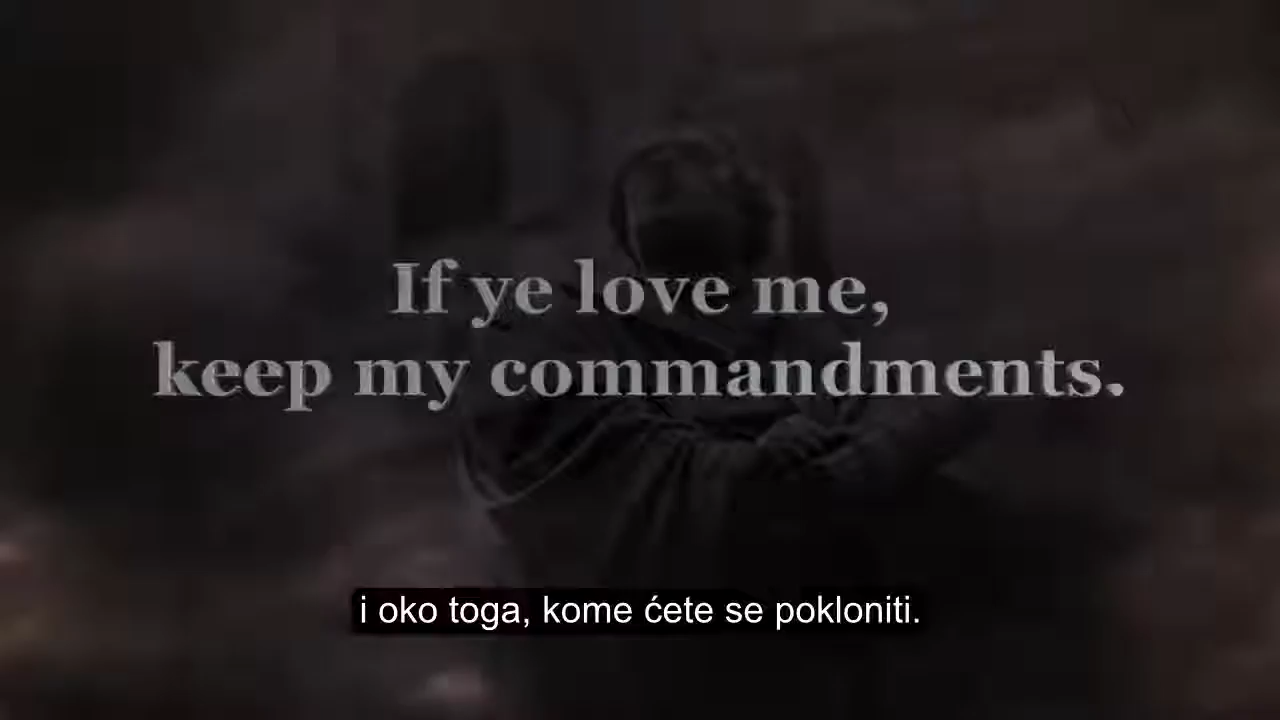 If ye love me,
keep my commandments.
i oko toga, kome ćete se pokloniti.